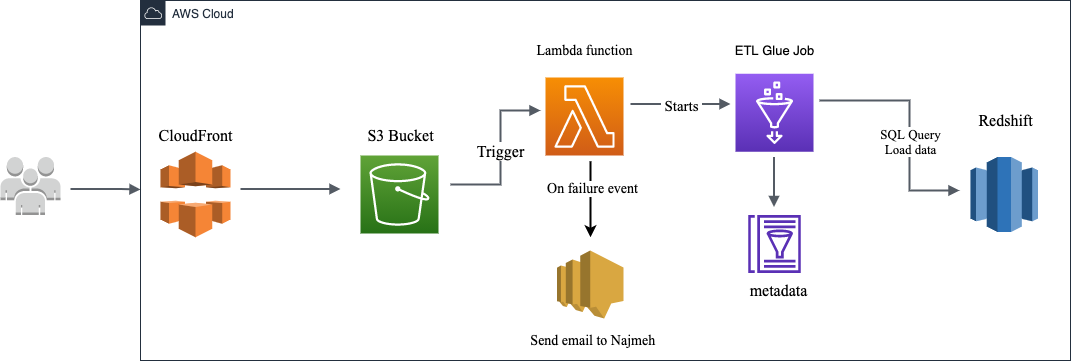 AWS Cloud
CloudFront
S3 Bucket
Trigger
Lambda function
On failure event
Send email to Najmeh
Starts
ETL Glue Job
metadata
SQL Query
Load data
Redshift